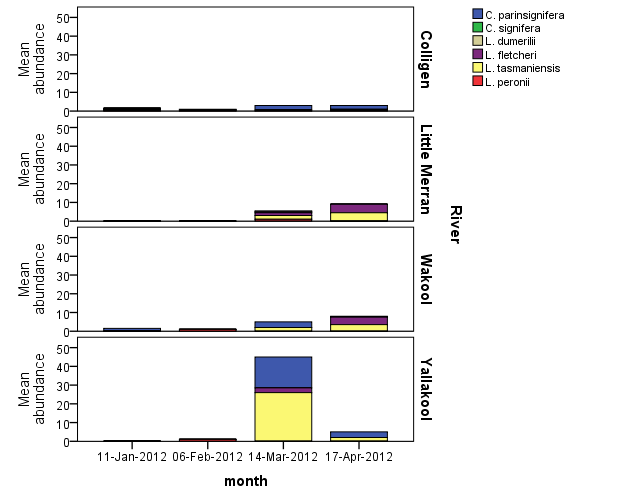 Mean abundance
50
40
30
20
10
0
Colligen
Mean abundance
50
40
30
20
10
0
Little Merran
Mean abundance
50
40
30
20
10
0
Wakool
Mean abundance
50
40
30
20
10
0
Yallakool
River
11-Jan-2012 06-Feb-2012 14-Mar-2012 17-Apr-2012
month
C. parinsignifera
C. signifera
L. dumerilii
L. fletcheri
L. tasmaniensis
L. peronii